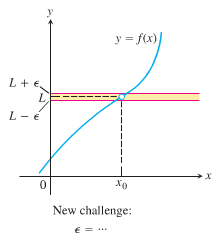 y
y = f(x)
L + ϵ
L
L − ϵ
0
x₀
x
New challenge:
ϵ = ···